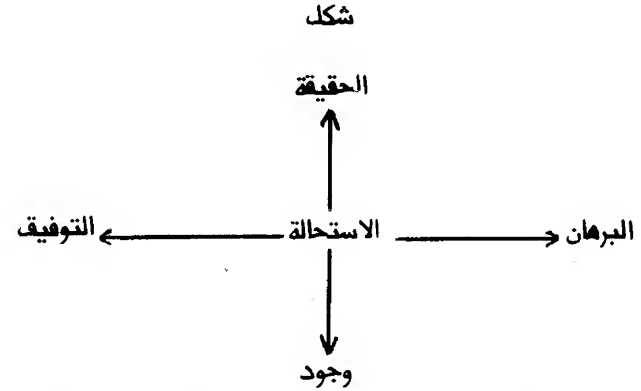 شكل
الحقيقة
البرهان الاستحالة التوفيق
وجود